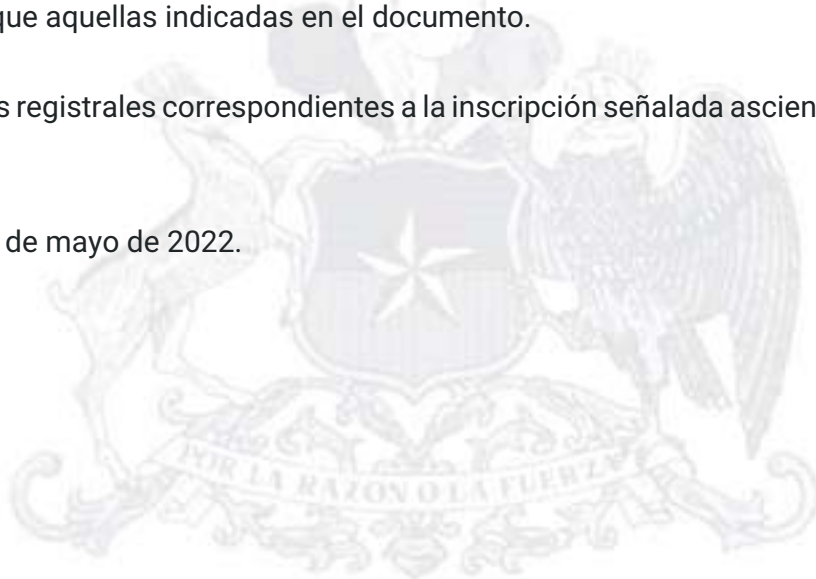 que aquellas indicadas en el documento.
s registrales correspondientes a la inscripción señalada ascien
de mayo de 2022.
POR LA RAZON O LA FUERZA